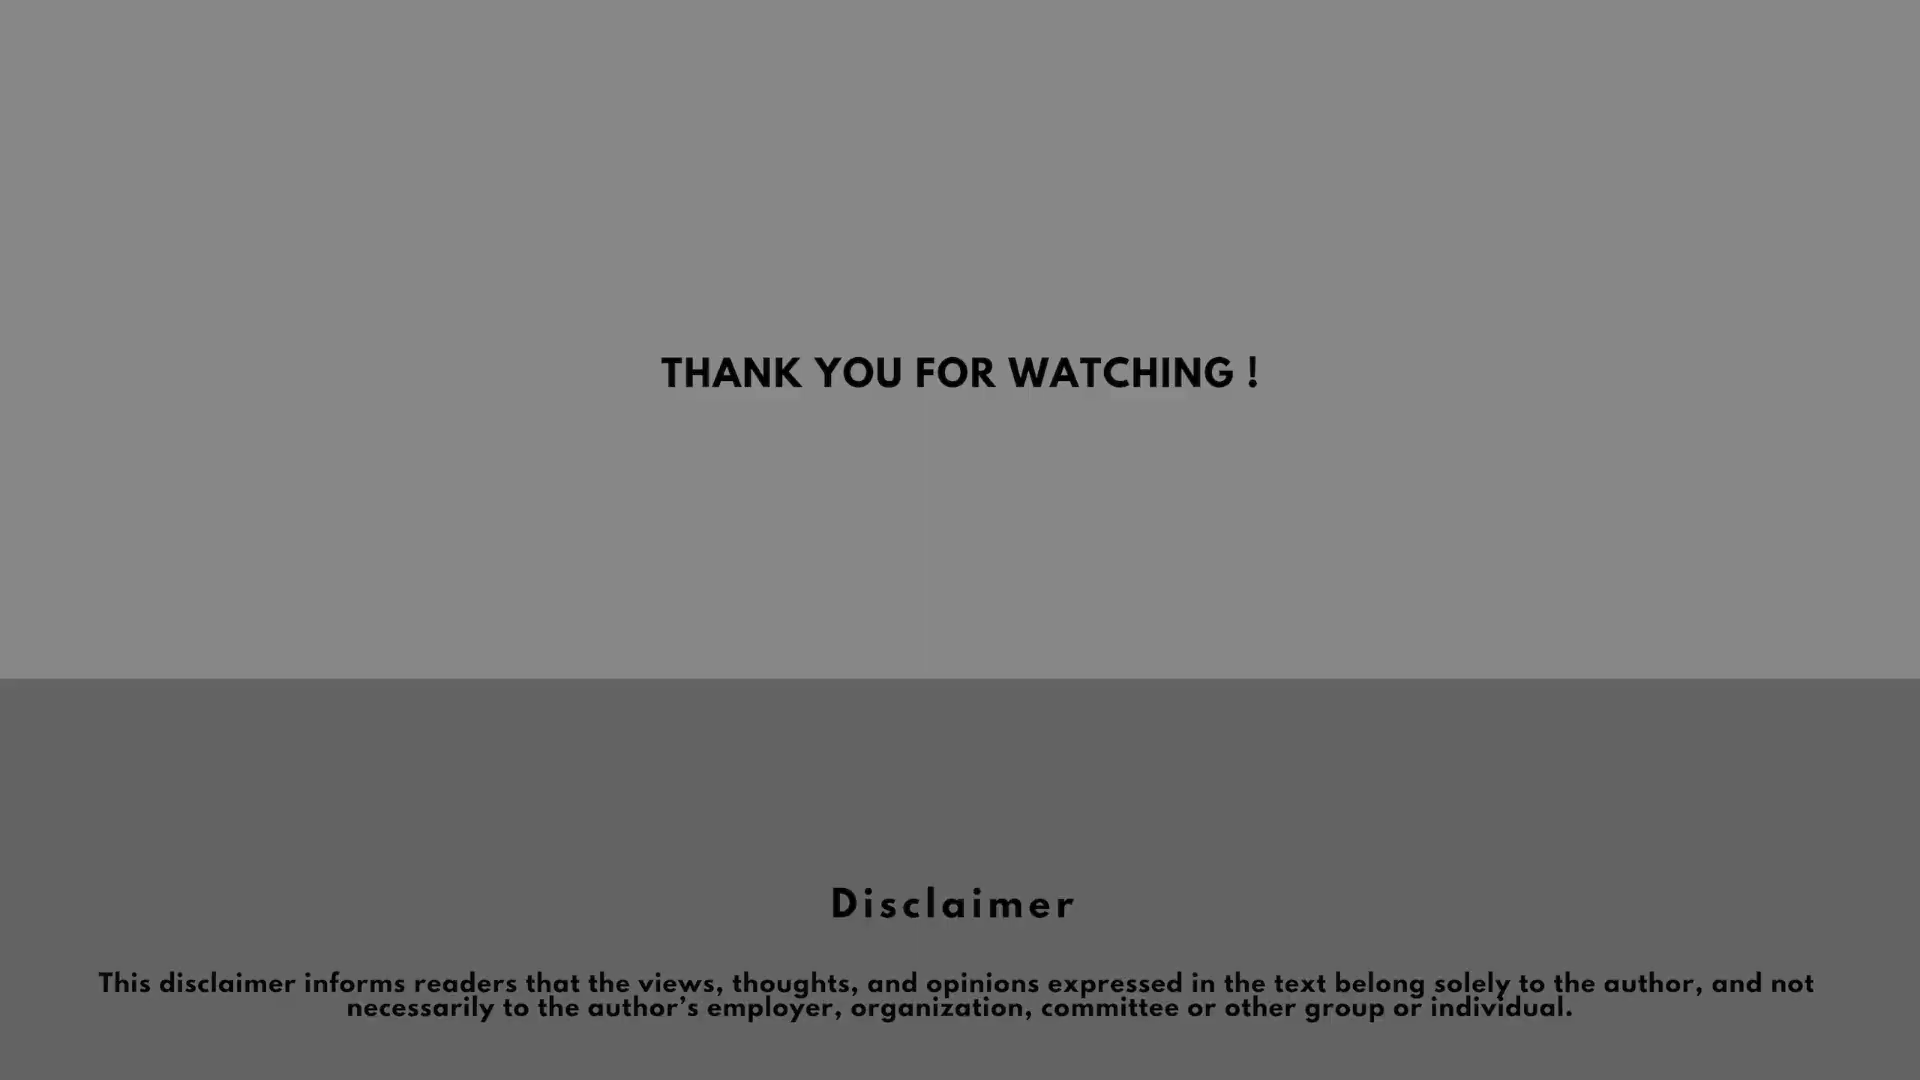 THANK YOU FOR WATCHING !
Disclaimer
This disclaimer informs readers that the views, thoughts, and opinions expressed in the text belong solely to the author, and not
necessarily to the author’s employer, organization, committee or other group or individual.